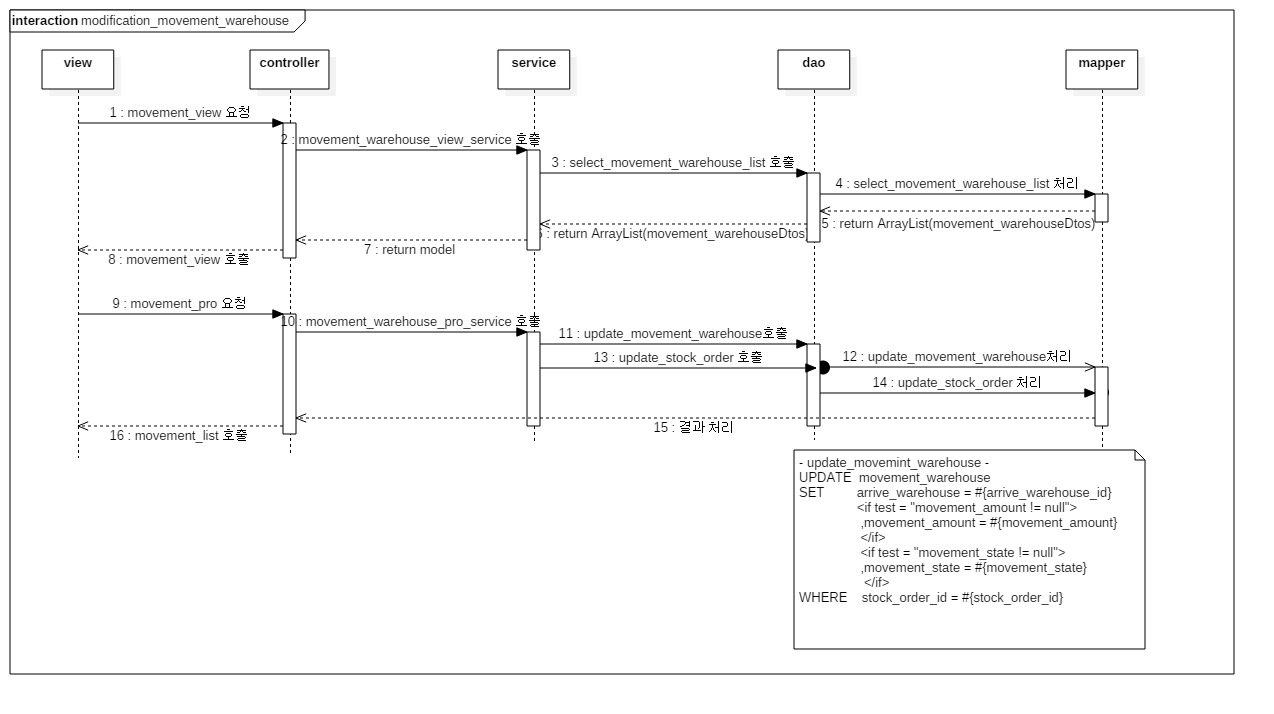 interaction modification_movement_warehouse
view
controller
service
dao
mapper
1 : movement_view 요청
2 : movement_warehouse_view_service 호출
3 : select_movement_warehouse_list 호출
4 : select_movement_warehouse_list 처리
5 : return ArrayList(movement_warehouseDtos)
: return ArrayList(movement_warehouseDtos)
7 : return model
8 : movement_view 호출
9 : movement_pro 요청
10 : movement_warehouse_pro_service 호출
11 : update_movement_warehouse호출
12 : update_movement_warehouse처리
13 : update_stock_order 호출
14 : update_stock_order 처리
15 : 결과 처리
16 : movement_list 호출
- update_movemint_warehouse -
UPDATE movement_warehouse
SET arrive_warehouse = #{arrive_warehouse_id}
<if test = "movement_amount != null">
,movement_amount = #{movement_amount}
</if>
<if test = "movement_state != null">
,movement_state = #{movement_state}
</if>
WHERE stock_order_id = #{stock_order_id}